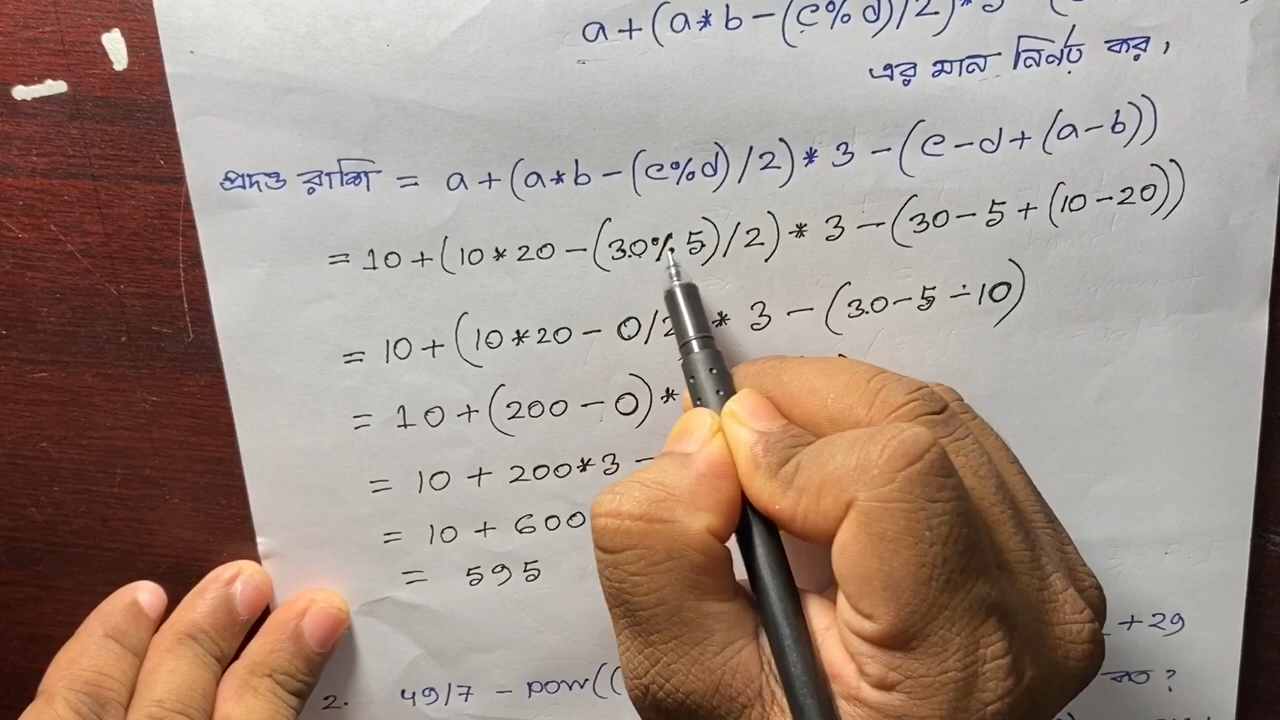 a+(a*b-(c%d)/2)*3 - (
এর মান নির্ণয় কর,
প্রদত্ত রাশি = a+(a*b-(c%d)/2)*3-(c-d+(a-b))
= 10+(10*20-(30%5)/2)*3-(30-5+(10-20))
= 10+(10*20-0/2 * 3-(30-5-10)
= 10+(200-0)*
= 10+200*3-
= 10+600
= 595
+29
2. 49/7 - pow(( কত ?